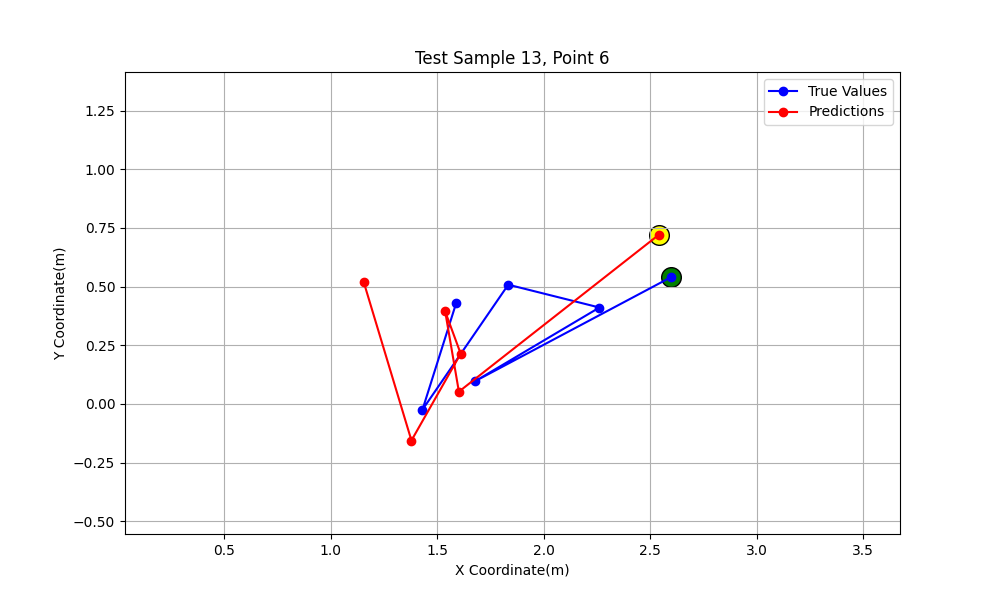 Test Sample 13, Point 6
True Values
Predictions
1.25
1.00
0.75
0.50
0.25
0.00
−0.25
−0.50
Y Coordinate(m)
0.5 1.0 1.5 2.0 2.5 3.0 3.5
X Coordinate(m)